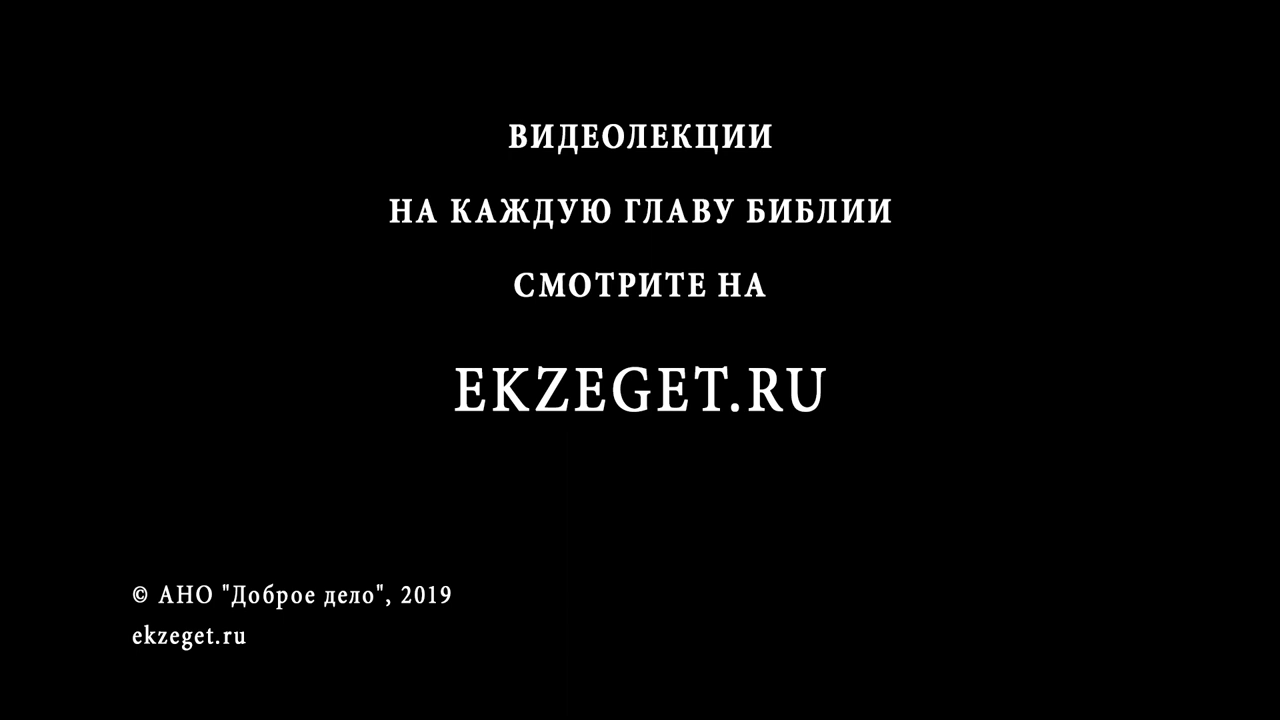 ВИДЕОЛЕКЦИИ
НА КАЖДУЮ ГЛАВУ БИБЛИИ
СМОТРИТЕ НА
EKZEGET.RU
© АНО "Доброе дело", 2019
ekzeget.ru